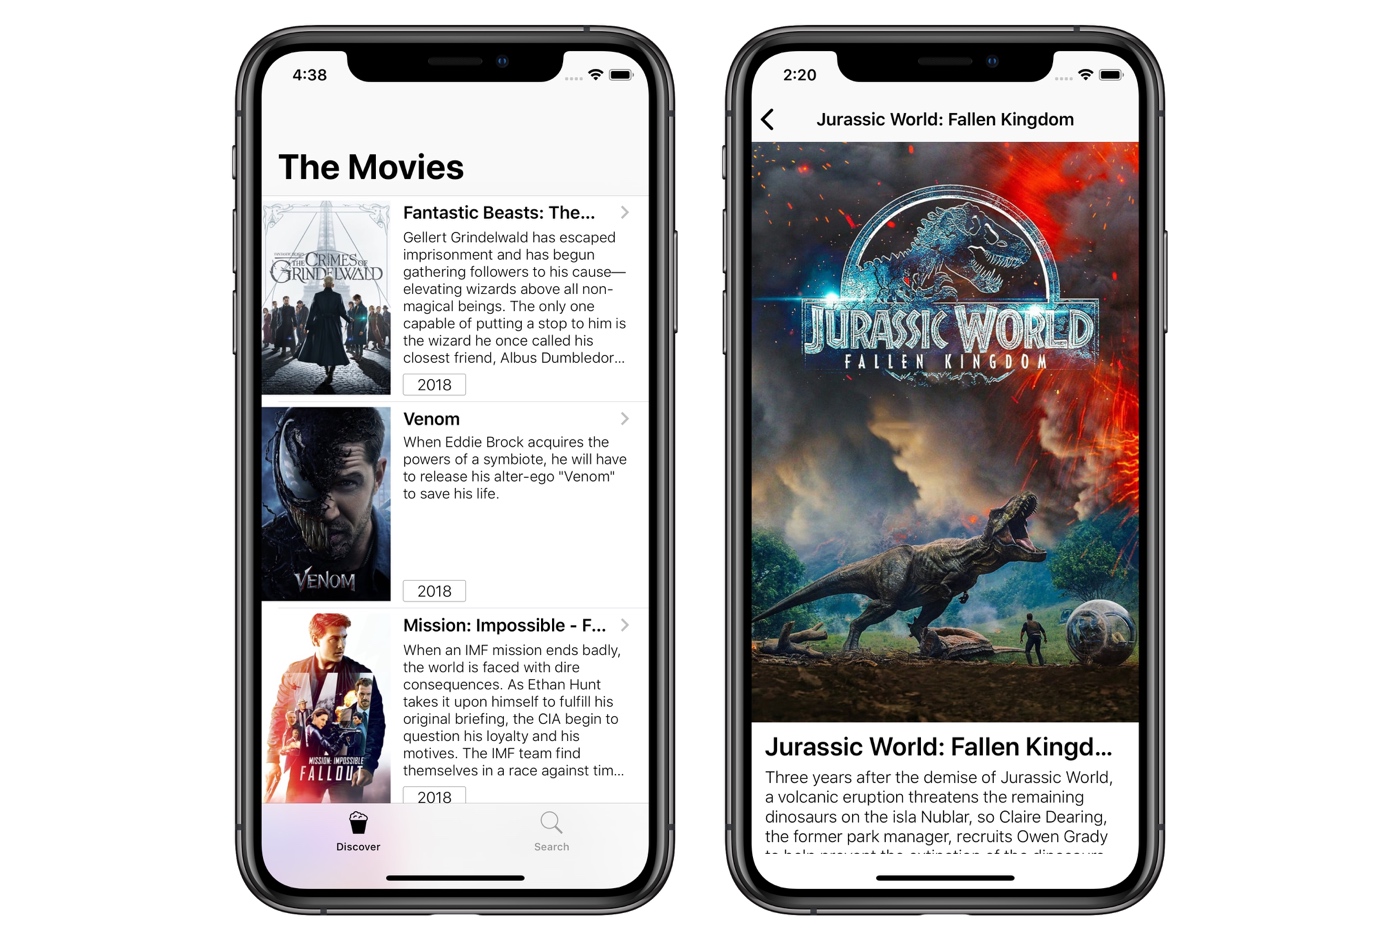 4:38
The Movies
THE CRIMES OF
GRINDELWALD
Fantastic Beasts: The...
Gellert Grindelwald has escaped
imprisonment and has begun
gathering followers to his cause—
elevating wizards above all non-
magical beings. The only one
capable of putting a stop to him is
the wizard he once called his
closest friend, Albus Dumbledor...
2018
VENOM
Venom
When Eddie Brock acquires the
powers of a symbiote, he will have
to release his alter-ego "Venom"
to save his life.
2018
MISSION: IMPOSSIBLE
FALLOUT
Mission: Impossible - F...
When an IMF mission ends badly,
the world is faced with dire
consequences. As Ethan Hunt
takes it upon himself to fulfill his
original briefing, the CIA begin to
question his loyalty and his
motives. The IMF team find
themselves in a race against tim...
2018
Discover
Search
2:20
Jurassic World: Fallen Kingdom
JURASSIC WORLD
FALLEN KINGDOM
Jurassic World: Fallen Kingd...
Three years after the demise of Jurassic World,
a volcanic eruption threatens the remaining
dinosaurs on the isla Nublar, so Claire Dearing,
the former park manager, recruits Owen Grady
to help prevent the extinction of the dinosaurs